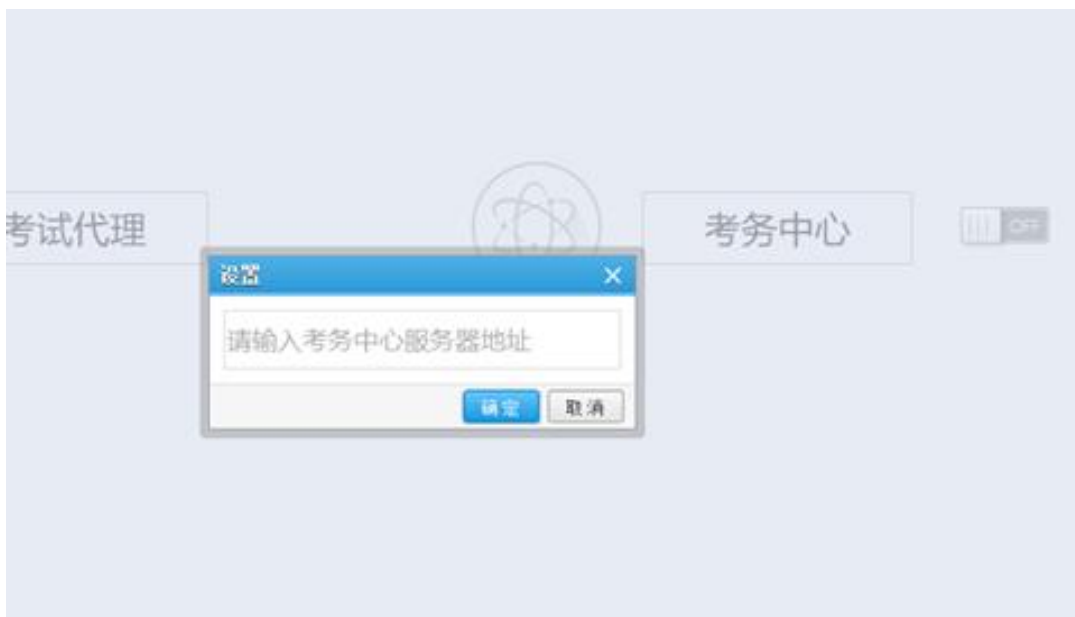 考试代理
考务中心
OFF
设置
请输入考务中心服务器地址
确定
取消